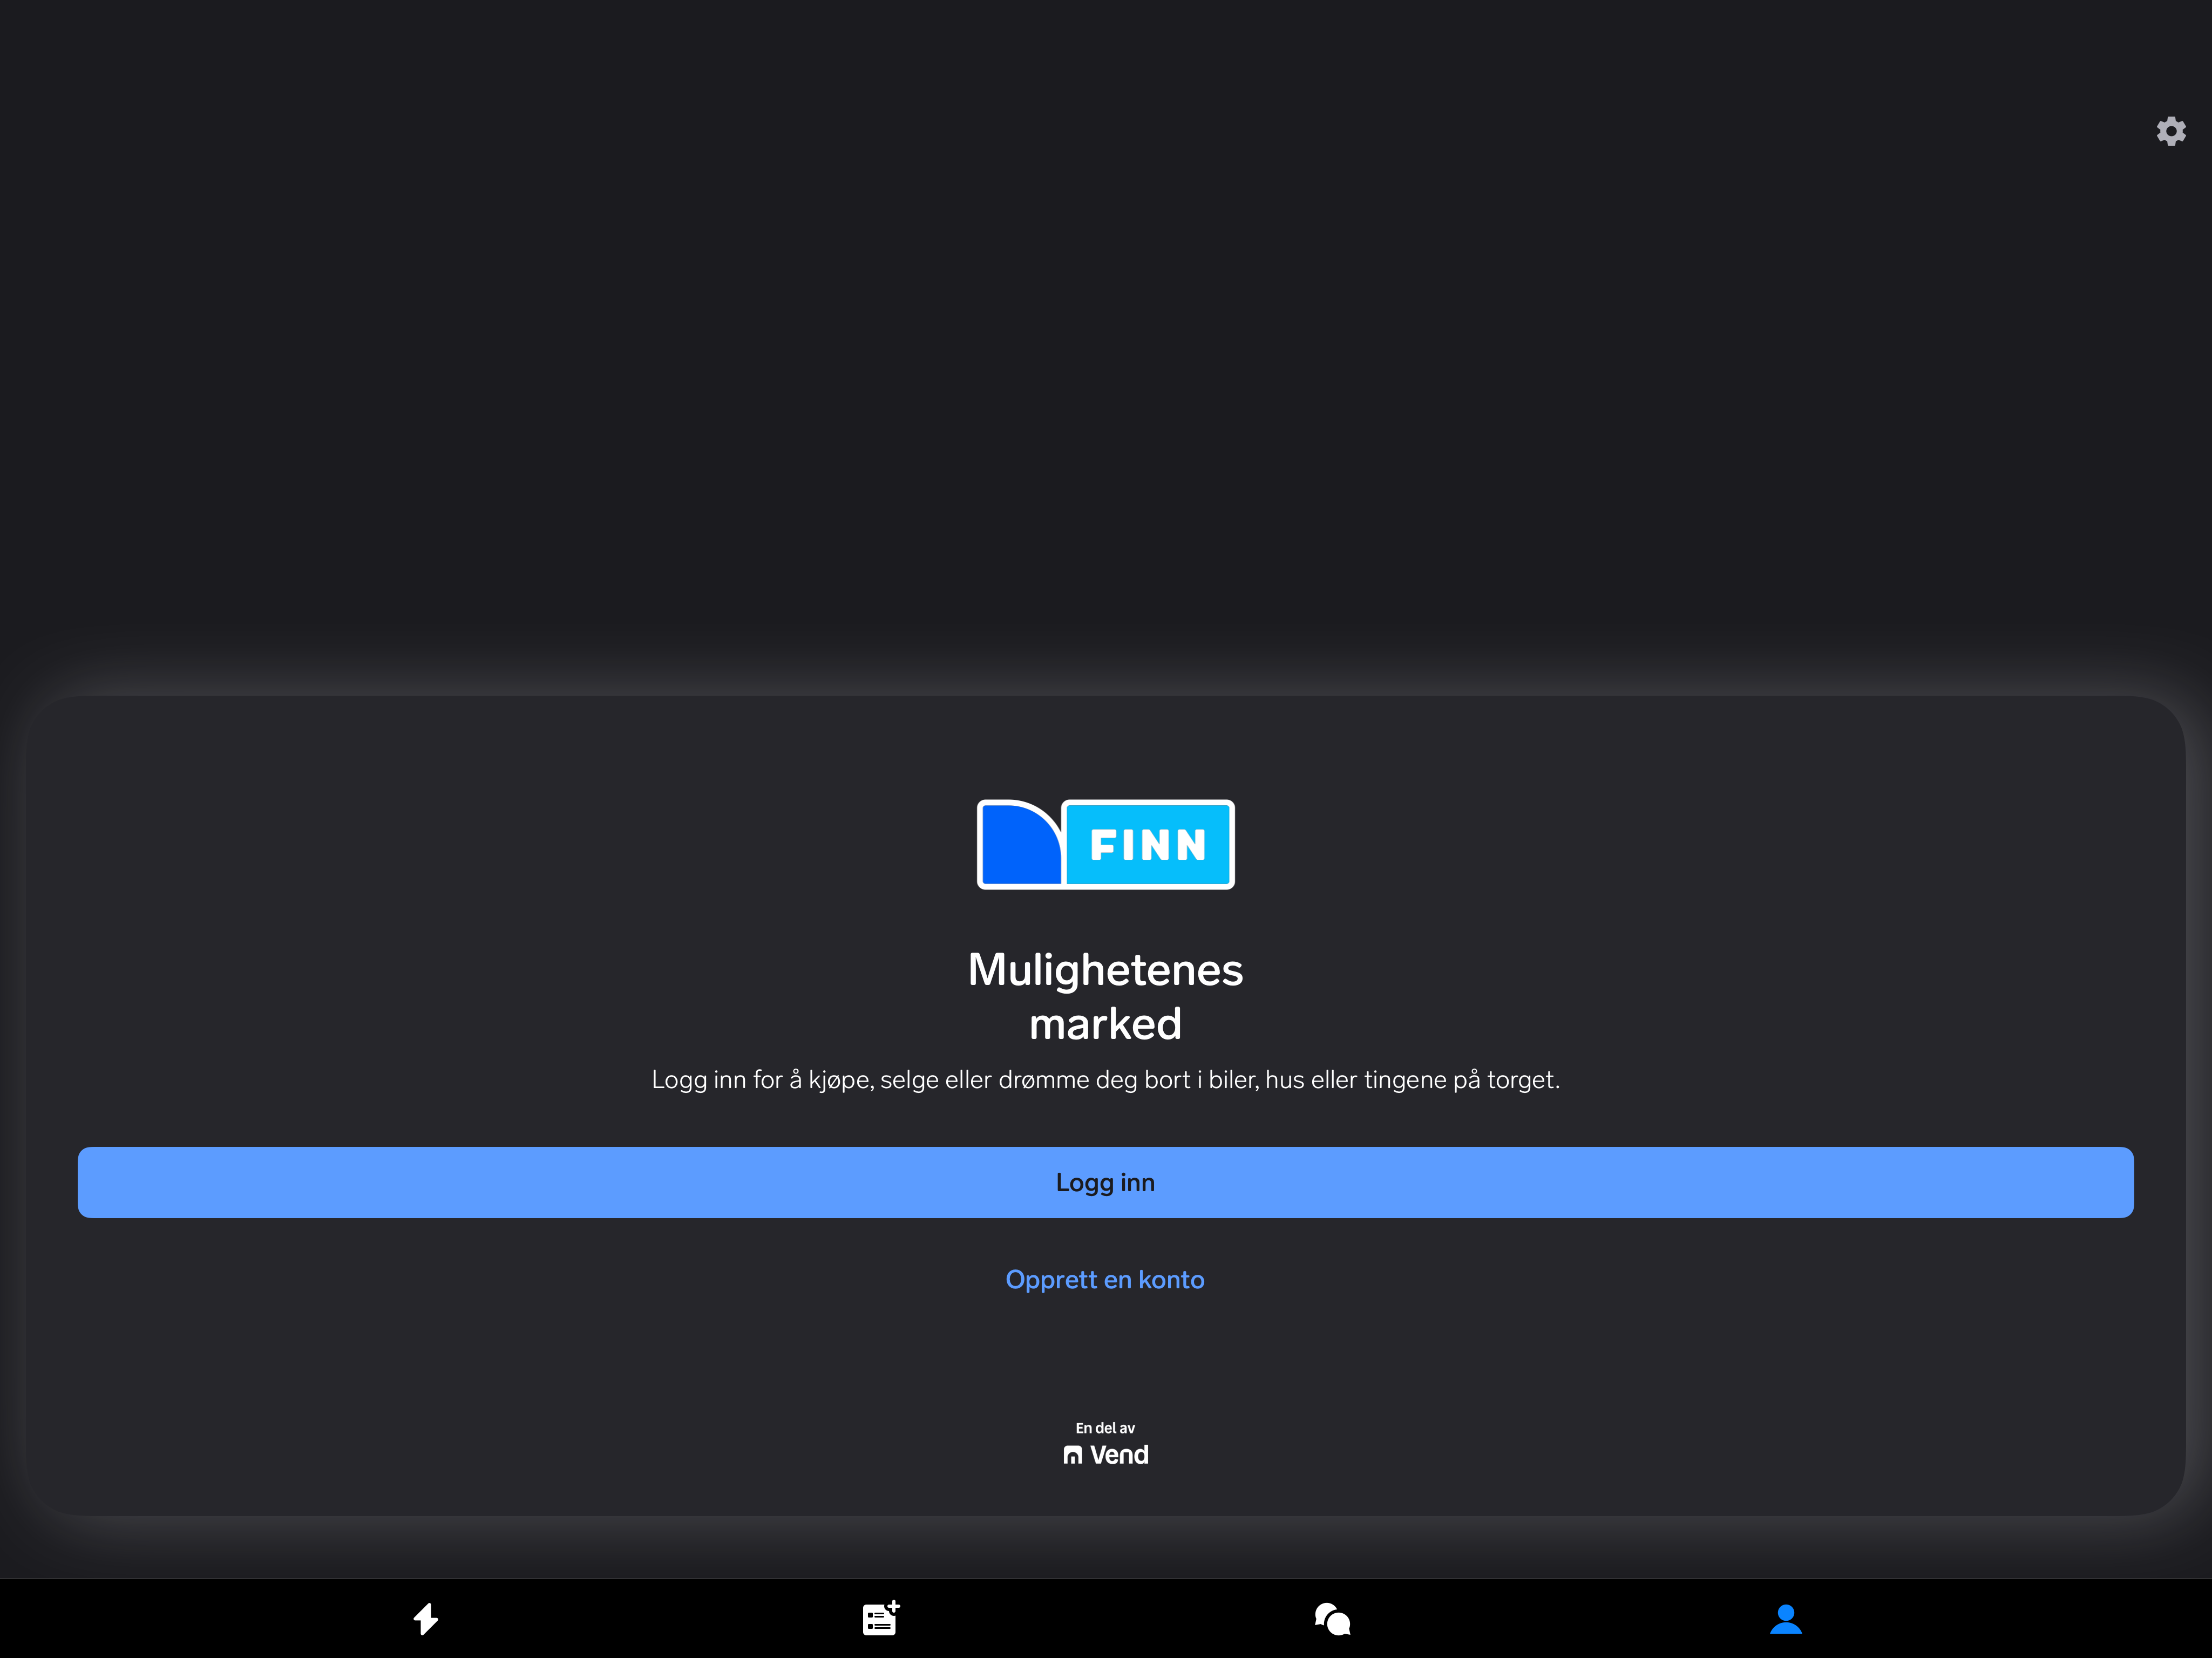 FINN
Mulighetenes
marked
Logg inn for å kjøpe, selge eller drømme deg bort i biler, hus eller tingene på torget.
Logg inn
Opprett en konto
En del av
Vend